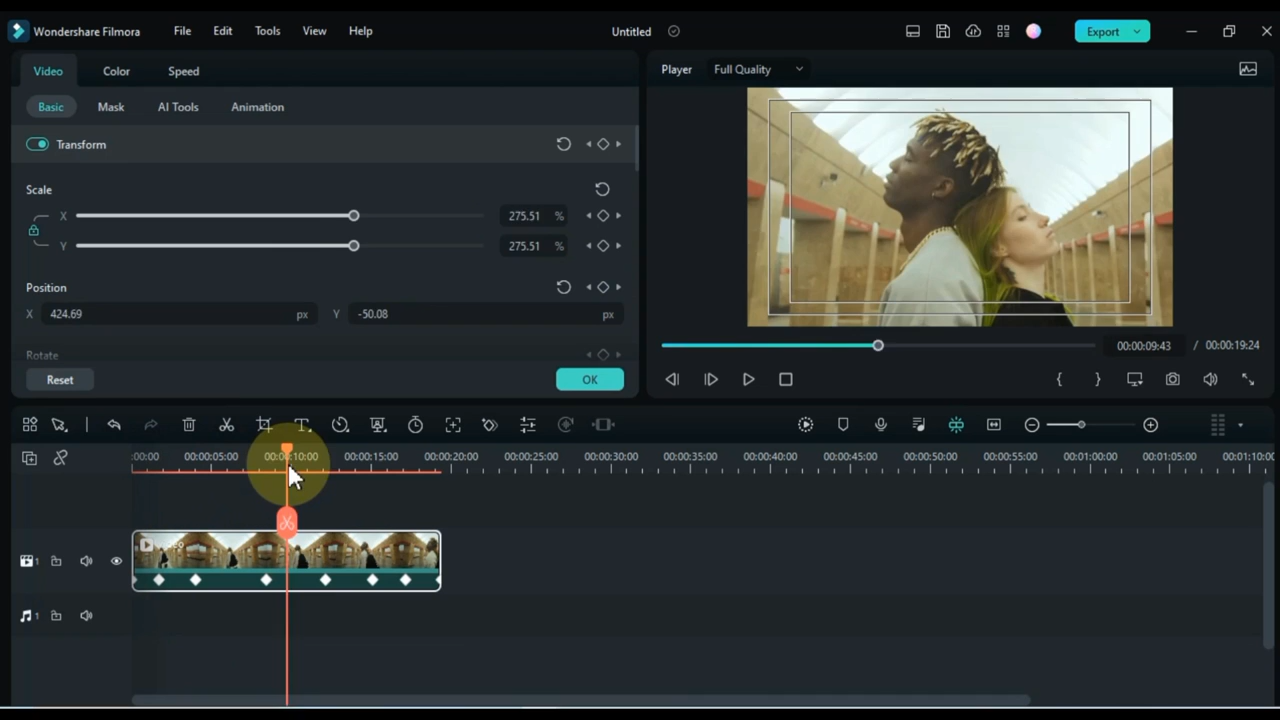 Wondershare Filmora File Edit Tools View Help Untitled Export
Video Color Speed
Player Full Quality
Basic Mask AI Tools Animation
Transform
Scale
X 275.51 %
Y 275.51 %
Position
X 424.69 px Y -50.08 px
Rotate
00:00:09:43 / 00:00:19:24
Reset OK
:00:00 00:00:05:00 00:00:10:00 00:00:15:00 00:00:20:00 00:00:25:00 00:00:30:00 00:00:35:00 00:00:40:00 00:00:45:00 00:00:50:00 00:00:55:00 00:01:00:00 00:01:05:00 00:01:10:0
1
1